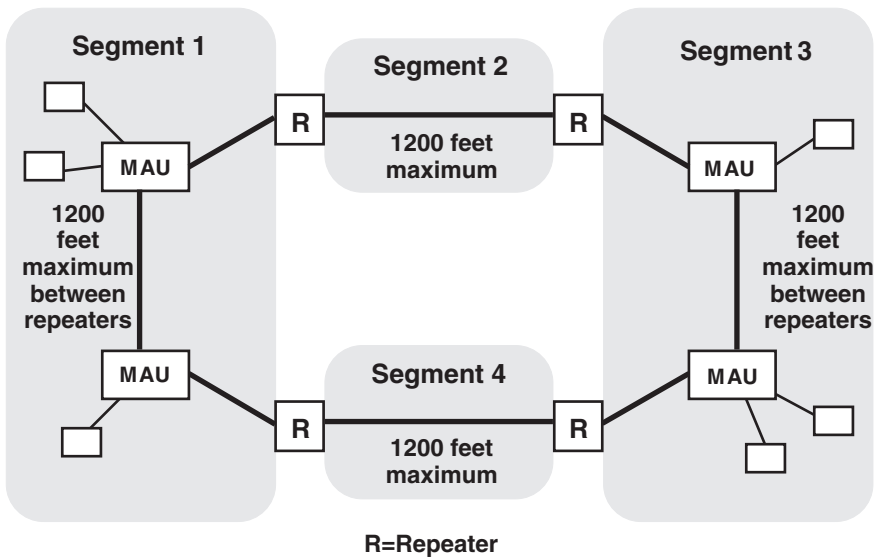 Segment 1
Segment 2
Segment 3
R
R
1200 feet
maximum
MAU
MAU
1200
feet
maximum
between
repeaters
1200
feet
maximum
between
repeaters
MAU
MAU
Segment 4
R
R
1200 feet
maximum
R=Repeater